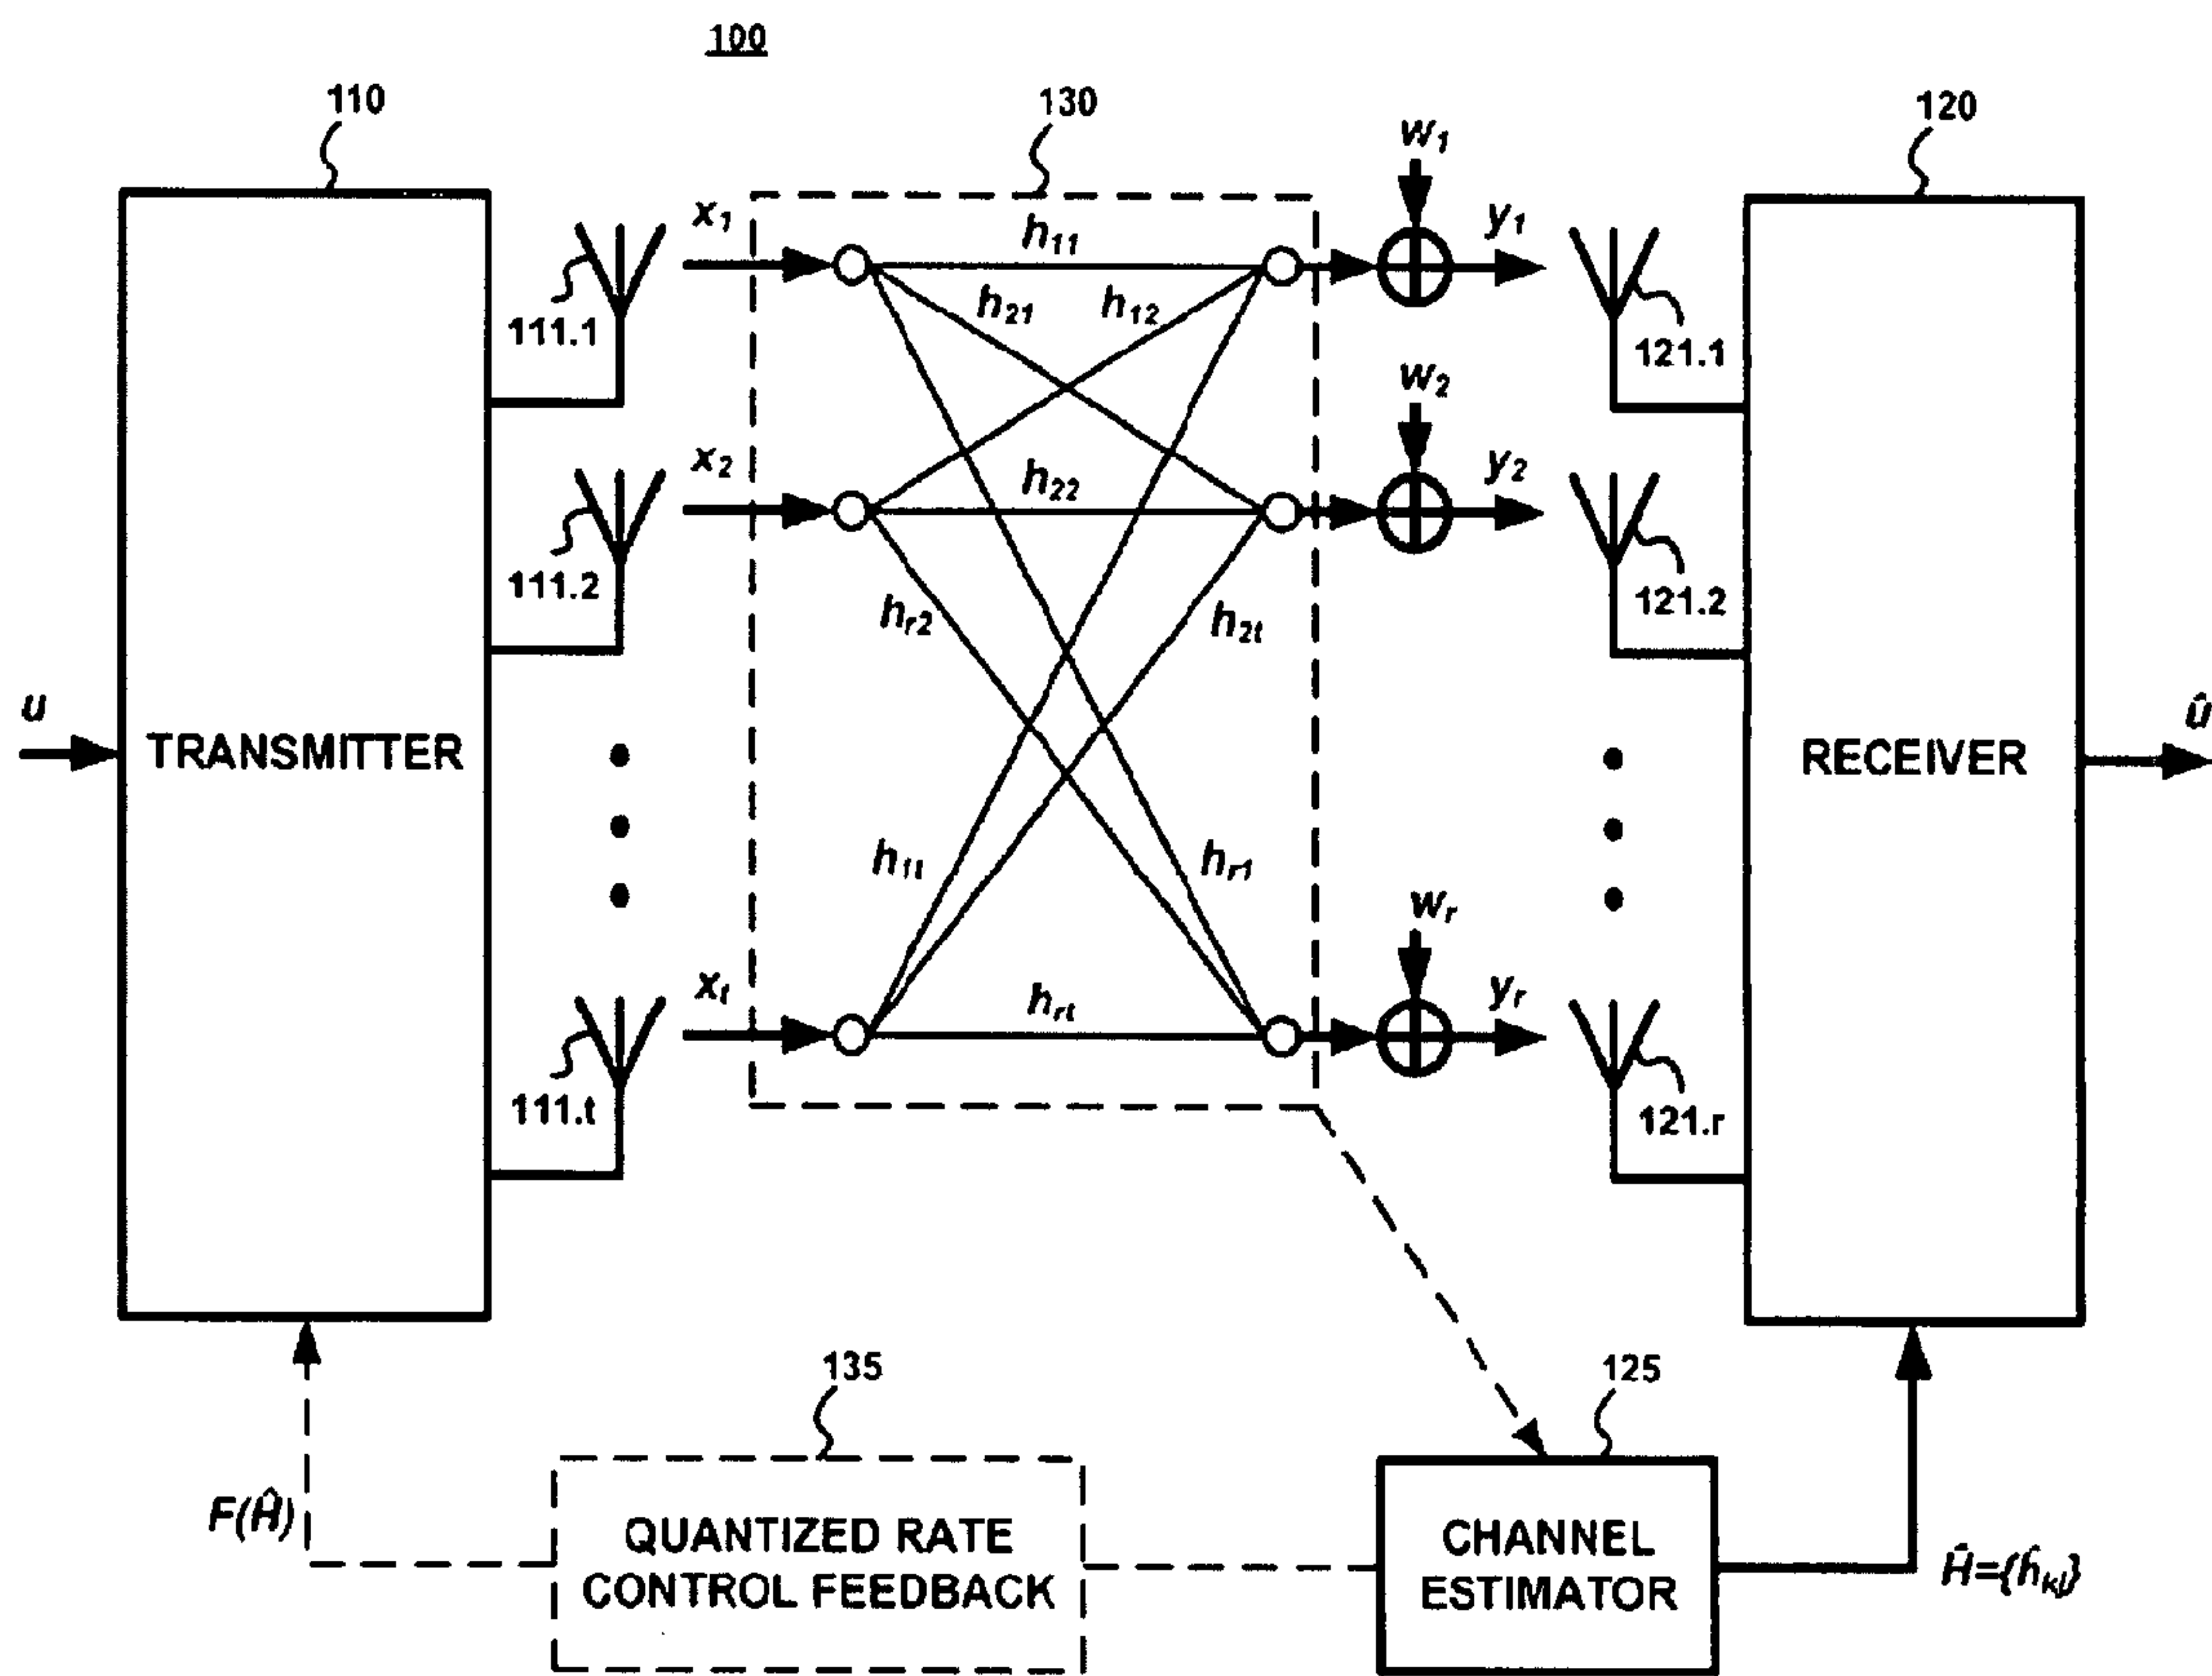 100
110
130
120
w₁
x₁
h₁₁
y₁
h₂₁
h₁₂
111.1
121.1
w₂
x₂
h₂₂
y₂
111.2
121.2
hᵣ₂
h₂ₜ
u
TRANSMITTER
RECEIVER
û
h₁ₜ
hᵣ₁
wᵣ
xₜ
hᵣₜ
yᵣ
111.t
121.r
135
125
F(Ĥ)
QUANTIZED RATE
CONTROL FEEDBACK
CHANNEL
ESTIMATOR
Ĥ={ĥₖⱼ}